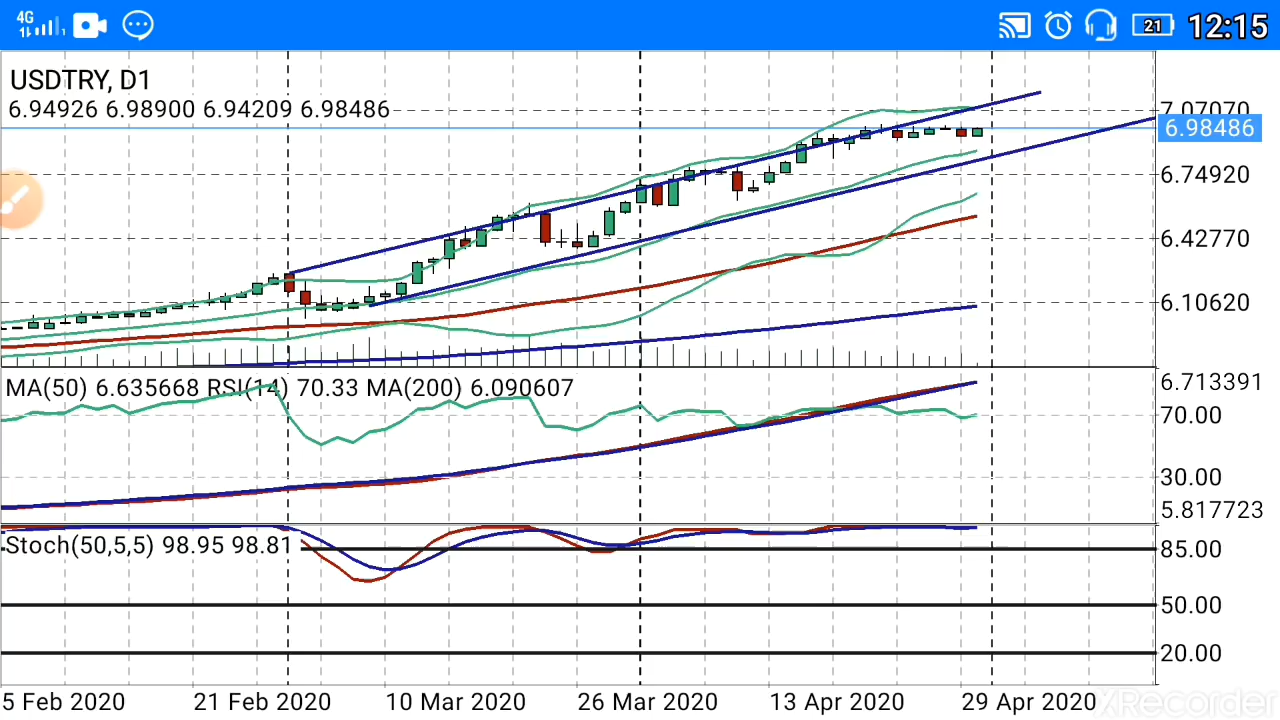 4G 21 12:15
USDTRY, D1
6.94926 6.98900 6.94209 6.98486
7.07070
6.98486
6.74920
6.42770
6.10620
MA(50) 6.635668 RSI(14) 70.33 MA(200) 6.090607
6.713391
70.00
30.00
5.817723
Stoch(50,5,5) 98.95 98.81
85.00
50.00
20.00
5 Feb 2020 21 Feb 2020 10 Mar 2020 26 Mar 2020 13 Apr 2020 29 Apr 2020
XRecorder